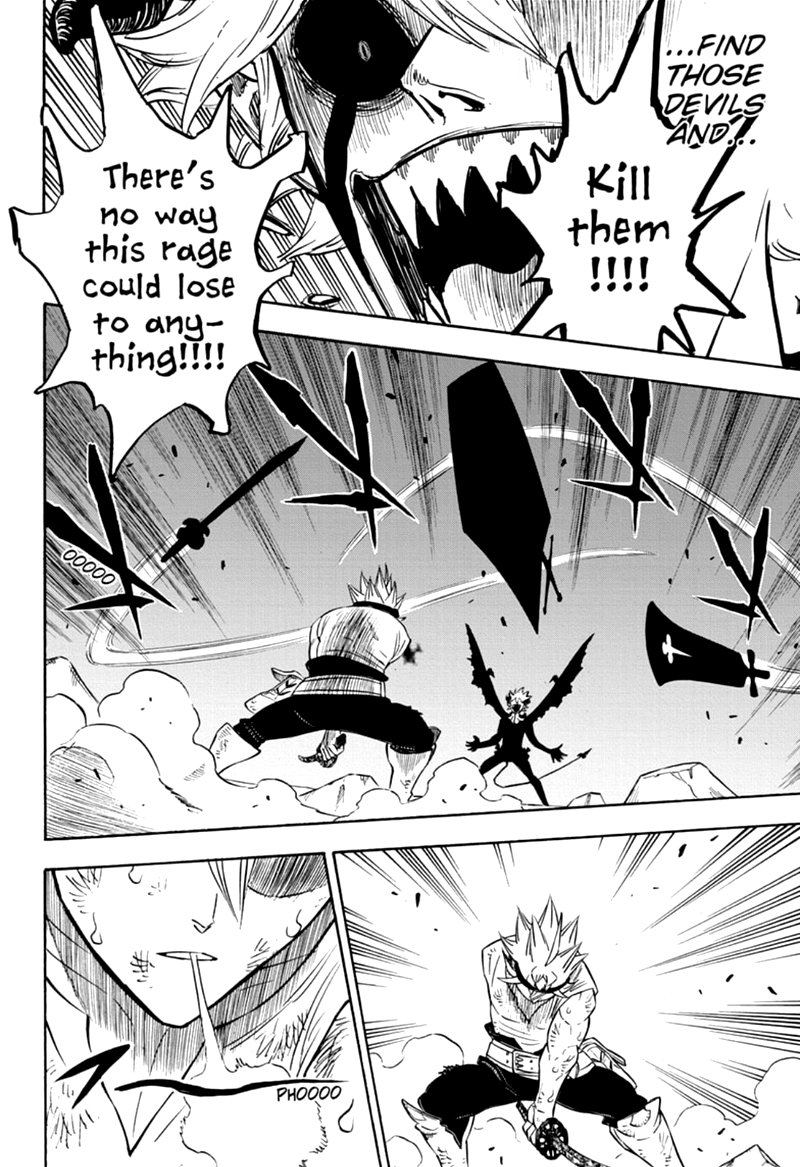 ...FIND
THOSE
DEVILS
AND...
Kill
them
!!!!
There's
no way
this rage
could lose
to any-
thing!!!!
OOOOO
PHOOOO